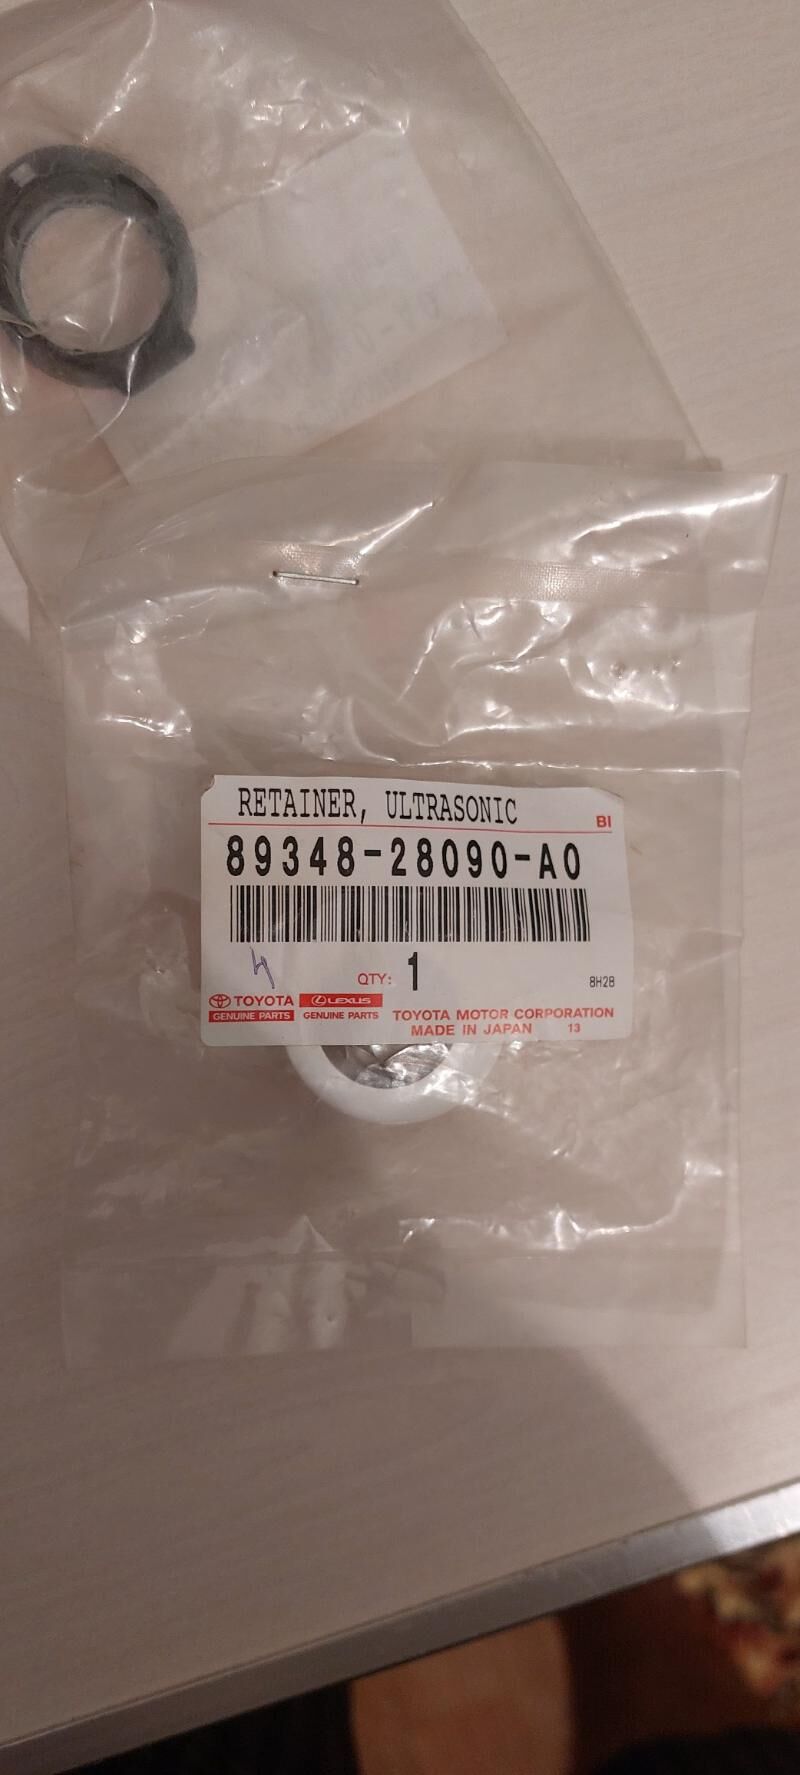 RETAINER, ULTRASONIC
BI
89348-28090-A0
4
QTY: 1
8H28
TOYOTA LEXUS
GENUINE PARTS GENUINE PARTS
TOYOTA MOTOR CORPORATION
MADE IN JAPAN 13